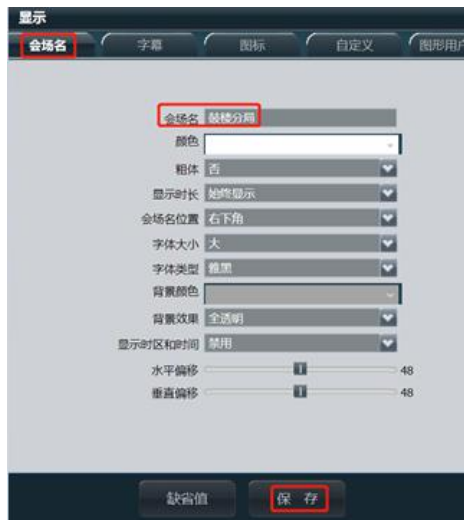 显示
会场名 字幕 图标 自定义 图形用户
会场名 鼓楼分局
颜色
粗体 否
显示时长 始终显示
会场名位置 右下角
字体大小 大
字体类型 雅黑
背景颜色
背景效果 全透明
显示时区和时间 禁用
水平偏移 48
垂直偏移 48
缺省值 保存